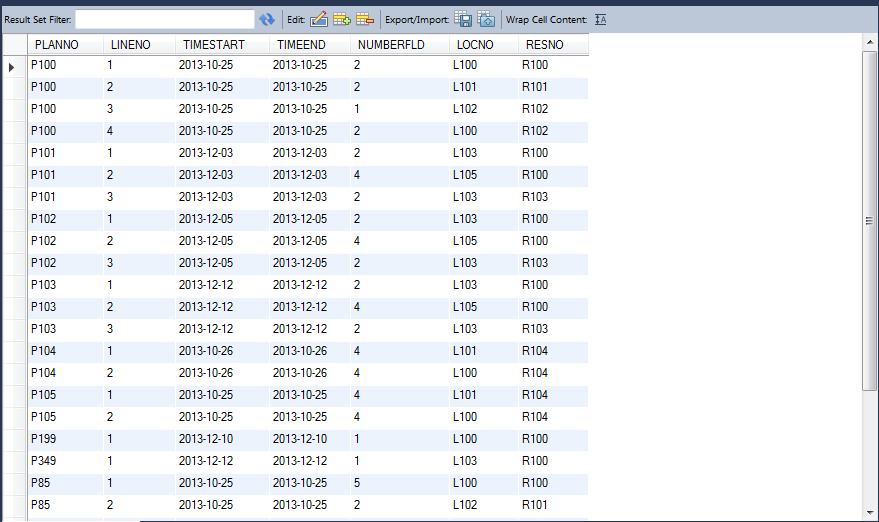 Result Set Filter: Edit: Export/Import: Wrap Cell Content:
PLANNO LINENO TIMESTART TIMEEND NUMBERFLD LOCNO RESNO
P100 1 2013-10-25 2013-10-25 2 L100 R100
P100 2 2013-10-25 2013-10-25 2 L101 R101
P100 3 2013-10-25 2013-10-25 1 L102 R102
P100 4 2013-10-25 2013-10-25 2 L100 R102
P101 1 2013-12-03 2013-12-03 2 L103 R100
P101 2 2013-12-03 2013-12-03 4 L105 R100
P101 3 2013-12-03 2013-12-03 2 L103 R103
P102 1 2013-12-05 2013-12-05 2 L103 R100
P102 2 2013-12-05 2013-12-05 4 L105 R100
P102 3 2013-12-05 2013-12-05 2 L103 R103
P103 1 2013-12-12 2013-12-12 2 L103 R100
P103 2 2013-12-12 2013-12-12 4 L105 R100
P103 3 2013-12-12 2013-12-12 2 L103 R103
P104 1 2013-10-26 2013-10-26 4 L101 R104
P104 2 2013-10-26 2013-10-26 4 L100 R104
P105 1 2013-10-25 2013-10-25 4 L101 R104
P105 2 2013-10-25 2013-10-25 4 L100 R104
P199 1 2013-12-10 2013-12-10 1 L100 R100
P349 1 2013-12-12 2013-12-12 1 L103 R100
P85 1 2013-10-25 2013-10-25 5 L100 R100
P85 2 2013-10-25 2013-10-25 2 L102 R101